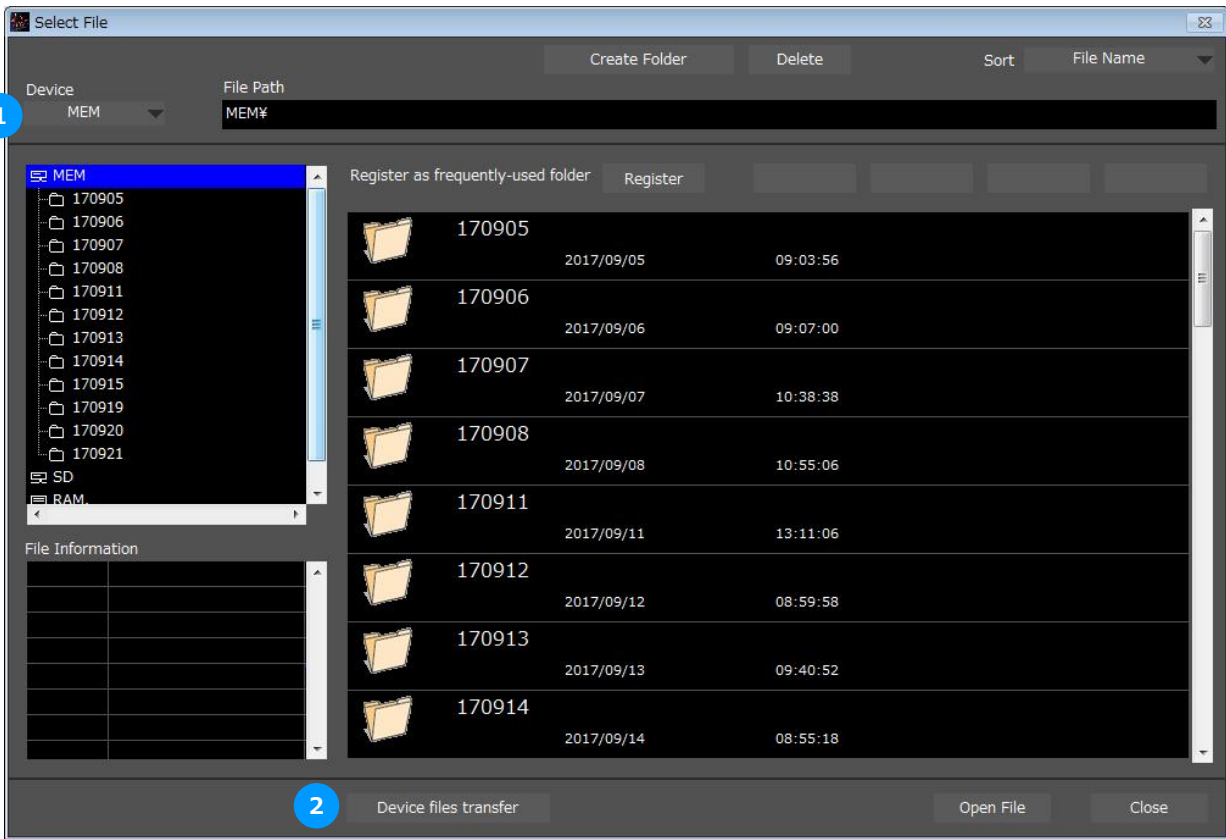 Select File
Create Folder
Delete
Sort
File Name
Device
File Path
1
MEM
MEM¥
MEM
170905
170906
170907
170908
170911
170912
170913
170914
170915
170919
170920
170921
SD
RAM.
Register as frequently-used folder
Register
170905
2017/09/05 09:03:56
170906
2017/09/06 09:07:00
170907
2017/09/07 10:38:38
170908
2017/09/08 10:55:06
170911
2017/09/11 13:11:06
170912
2017/09/12 08:59:58
170913
2017/09/13 09:40:52
170914
2017/09/14 08:55:18
File Information
2
Device files transfer
Open File
Close